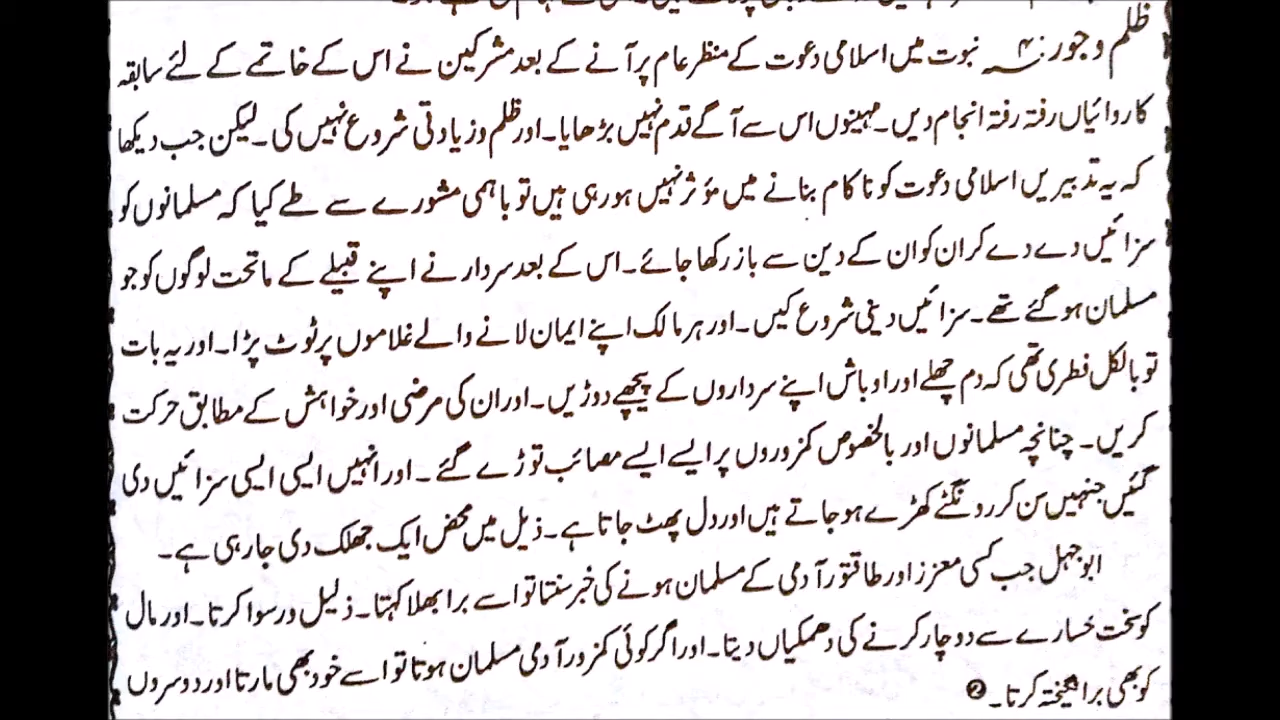 ظلم و جور: ۴؁ نبوت میں اسلامی دعوت کے منظر عام پر آنے کے بعد مشرکین نے اس کے خاتمے کے لئے سابقہ
کاروائیاں رفتہ رفتہ انجام دیں۔ مہینوں اس سے آگے قدم نہیں بڑھایا۔ اور ظلم و زیادتی شروع نہیں کی۔ لیکن جب دیکھا
کہ یہ تدبیریں اسلامی دعوت کو ناکام بنانے میں مؤثر نہیں ہو رہی ہیں تو باہمی مشورے سے طے کیا کہ مسلمانوں کو
سزائیں دے دے کر ان کو ان کے دین سے باز رکھا جائے۔ اس کے بعد سردار نے اپنے قبیلے کے ماتحت لوگوں کو جو
مسلمان ہو گئے تھے۔ سزائیں دینی شروع کیں۔ اور ہر مالک اپنے ایمان لانے والے غلاموں پر ٹوٹ پڑا۔ اور یہ بات
تو بالکل فطری تھی کہ دم چھلے اور اوباش اپنے سرداروں کے پیچھے دوڑیں۔ اور ان کی مرضی اور خواہش کے مطابق حرکت
کریں۔ چنانچہ مسلمانوں اور بالخصوص کمزوروں پر ایسے ایسے مصائب توڑے گئے۔ اور انہیں ایسی ایسی سزائیں دی
گئیں جنہیں سن کر رونگٹے کھڑے ہو جاتے ہیں اور دل پھٹ جاتا ہے۔ ذیل میں محض ایک جھلک دی جا رہی ہے۔
ابو جہل جب کسی معزز اور طاقتور آدمی کے مسلمان ہونے کی خبر سنتا تو اسے برا بھلا کہتا۔ ذلیل و رسوا کرتا۔ اور مال
کو سخت خسارے سے دو چار کرنے کی دھمکیاں دیتا۔ اور اگر کوئی کمزور آدمی مسلمان ہوتا تو اسے خود بھی مارتا اور دوسروں
کو بھی برانگیختہ کرتا۔ ❷